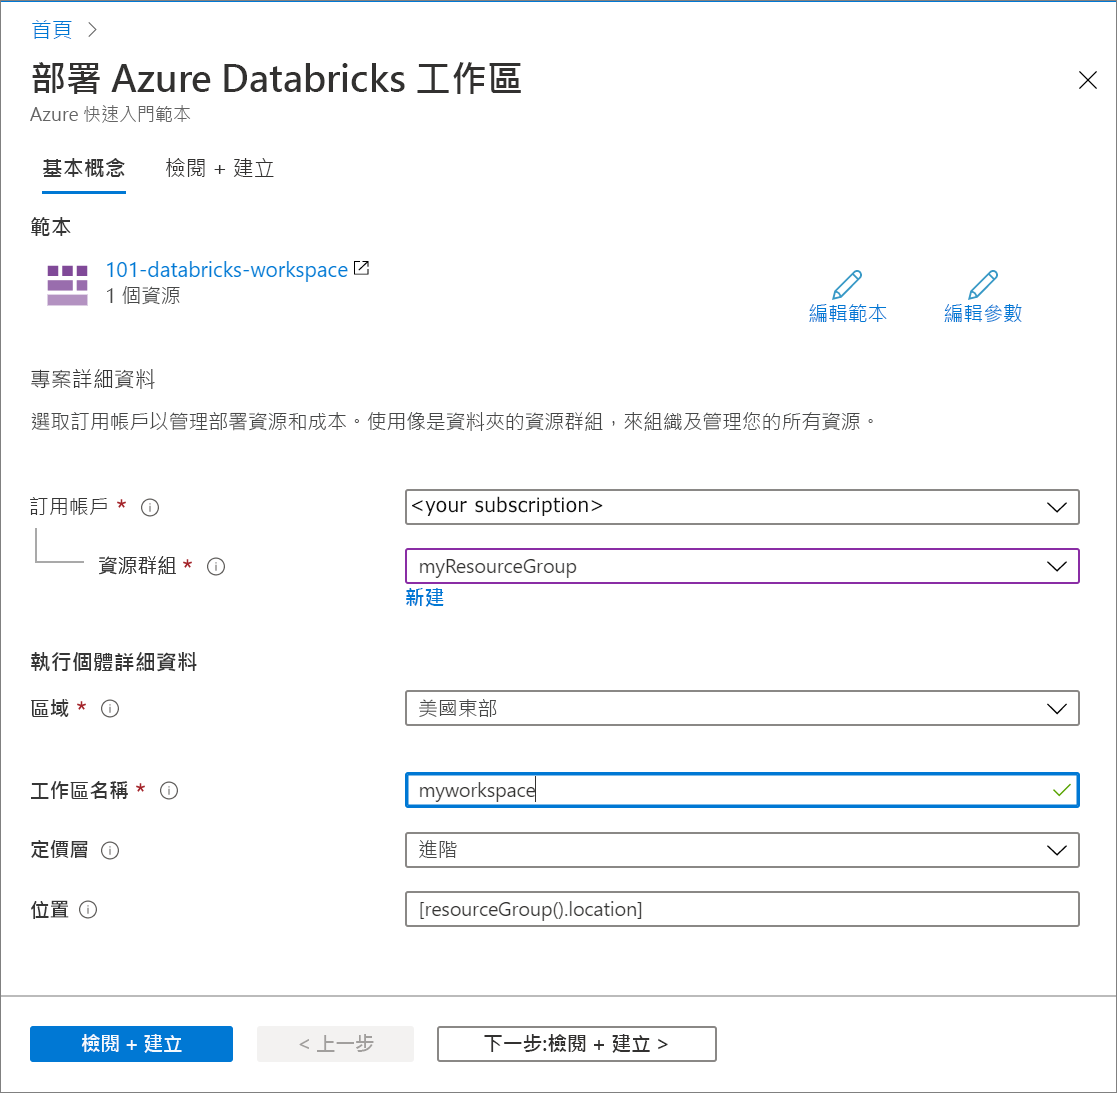 首頁 >
部署 Azure Databricks 工作區
Azure 快速入門範本
基本概念 檢閱 + 建立
範本
101-databricks-workspace
1 個資源
編輯範本 編輯參數
專案詳細資料
選取訂用帳戶以管理部署資源和成本。使用像是資料夾的資源群組，來組織及管理您的所有資源。
訂用帳戶 * <your subscription>
資源群組 * myResourceGroup
新建
執行個體詳細資料
區域 * 美國東部
工作區名稱 * myworkspace
定價層 進階
位置 [resourceGroup().location]
檢閱 + 建立 < 上一步 下一步:檢閱 + 建立 >